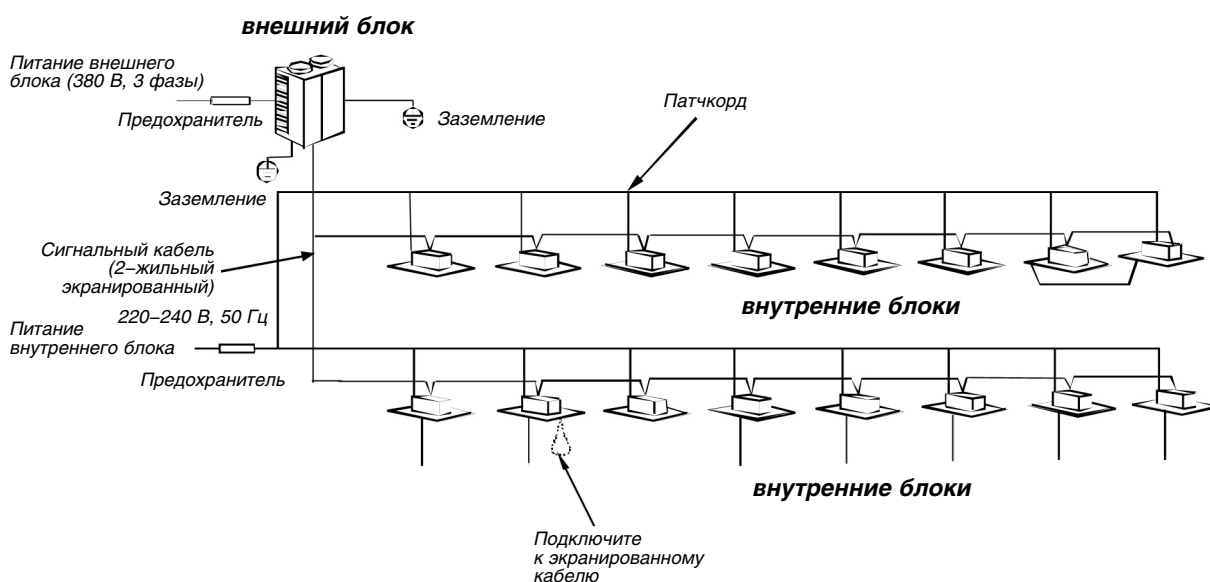 внешний блок
Питание внешнего
блока (380 В, 3 фазы)
Предохранитель
Заземление
Патчкорд
Заземление
Сигнальный кабель
(2–жильный
экранированный)
внутренние блоки
220–240 В, 50 Гц
Питание
внутреннего блока
Предохранитель
внутренние блоки
Подключите
к экранированному
кабелю